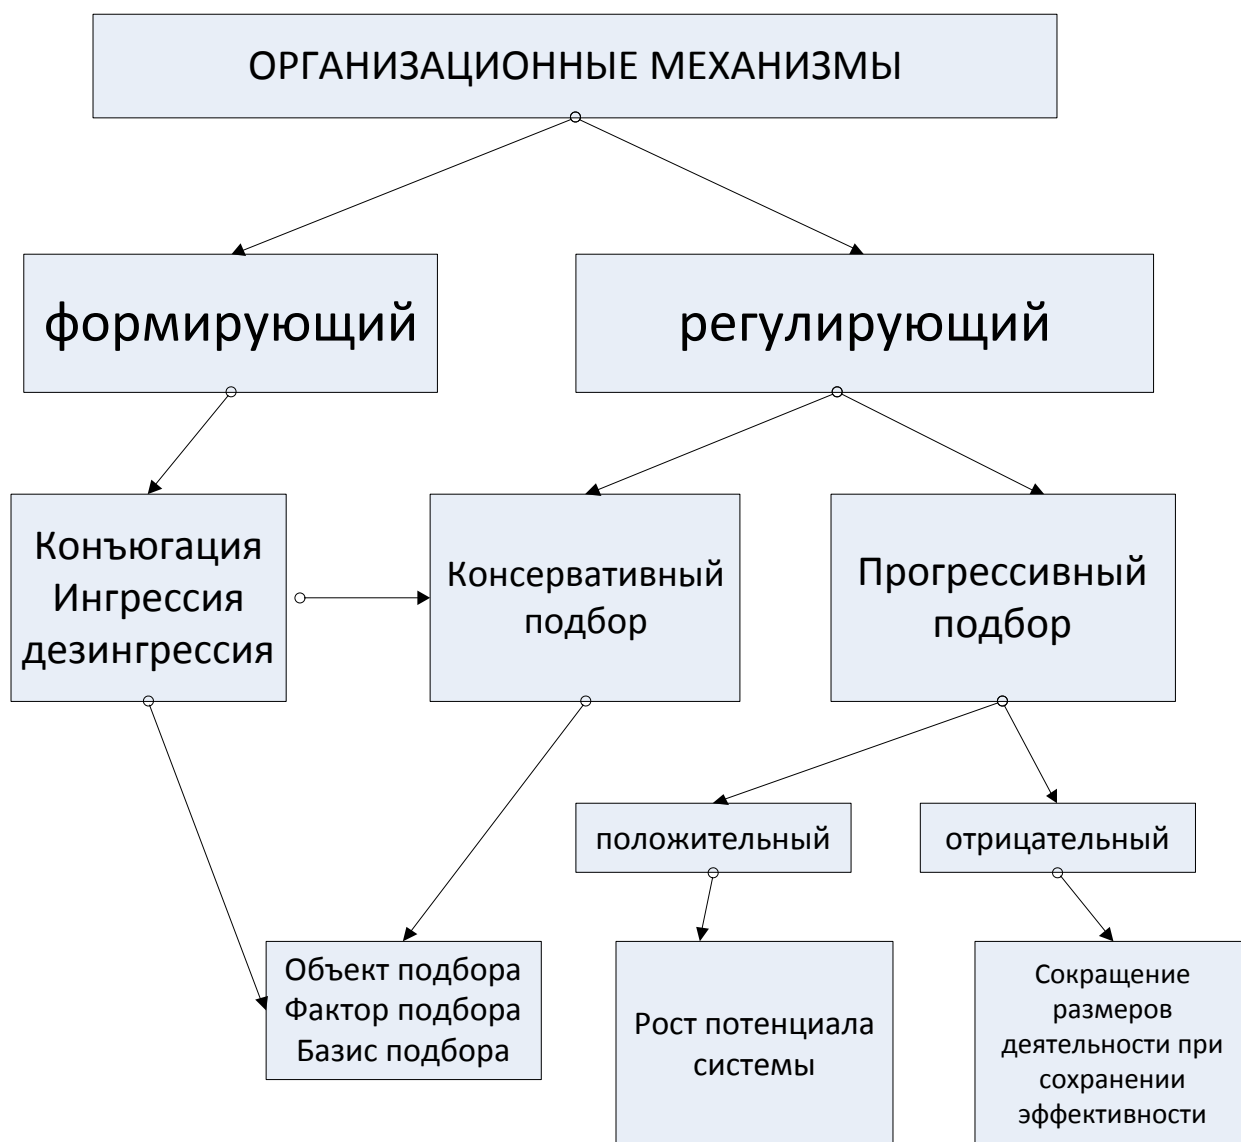 ОРГАНИЗАЦИОННЫЕ МЕХАНИЗМЫ
формирующий
регулирующий
Конъюгация
Ингрессия
дезингрессия
Консервативный
подбор
Прогрессивный
подбор
положительный
отрицательный
Объект подбора
Фактор подбора
Базис подбора
Рост потенциала
системы
Сокращение
размеров
деятельности при
сохранении
эффективности